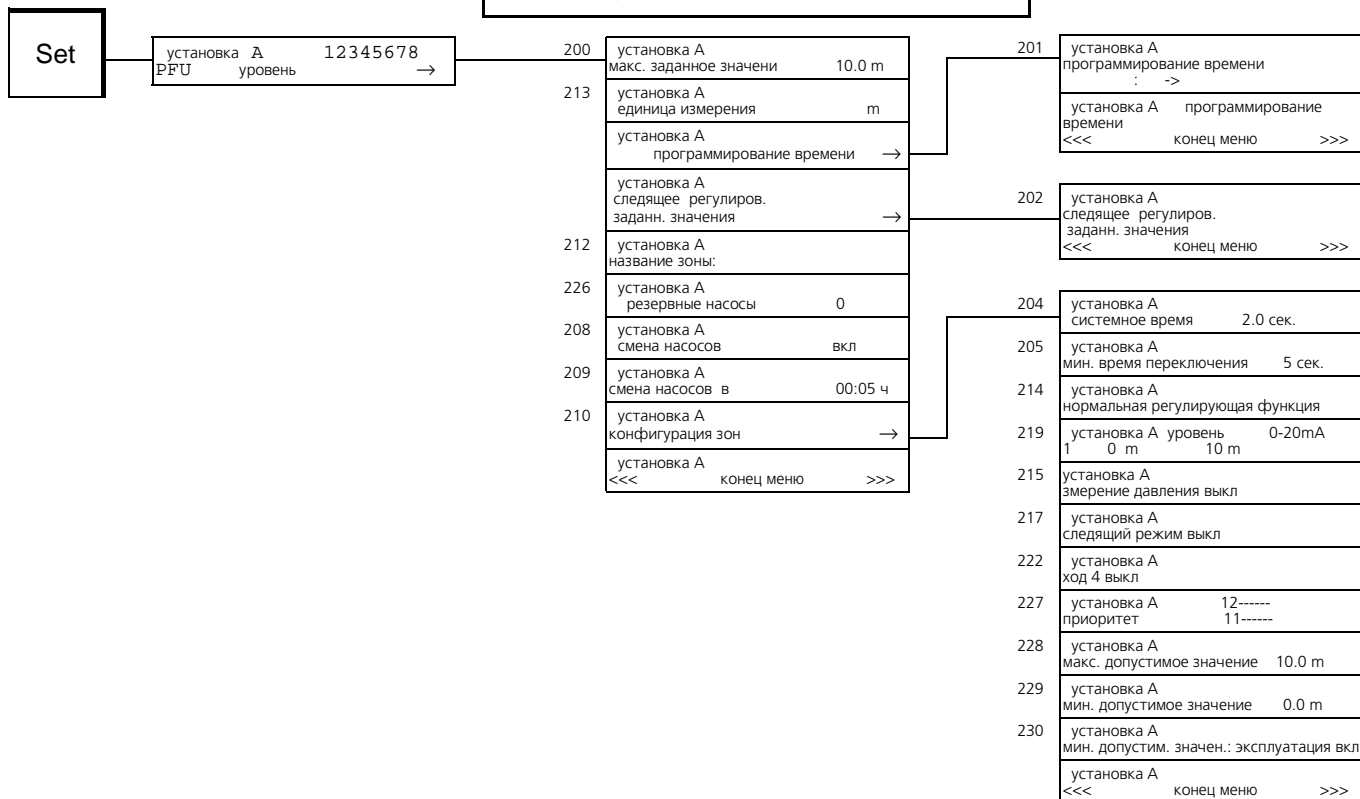 Set
установка A 12345678
PFU уровень →
200
установка A
макс. заданное значени 10.0 m
213
установка A
единица измерения m
установка A
программирование времени →
установка A
следящее регулиров.
заданн. значения →
212
установка A
название зоны:
226
установка A
резервные насосы 0
208
установка A
смена насосов вкл
209
установка A
смена насосов в 00:05 ч
210
установка A
конфигурация зон →
установка A
<<< конец меню >>>
201
установка A
программирование времени
: ->
установка A программирование
времени
<<< конец меню >>>
202
установка A
следящее регулиров.
заданн. значения
<<< конец меню >>>
204
установка A
системное время 2.0 сек.
205
установка A
мин. время переключения 5 сек.
214
установка A
нормальная регулирующая функция
219
установка A уровень 0-20mA
1 0 m 10 m
215
установка A
змерение давления выкл
217
установка A
следящий режим выкл
222
установка A
ход 4 выкл
227
установка A 12------
приоритет 11------
228
установка A
макс. допустимое значение 10.0 m
229
установка A
мин. допустимое значение 0.0 m
230
установка A
мин. допустим. значен.: эксплуатация вкл
установка A
<<< конец меню >>>